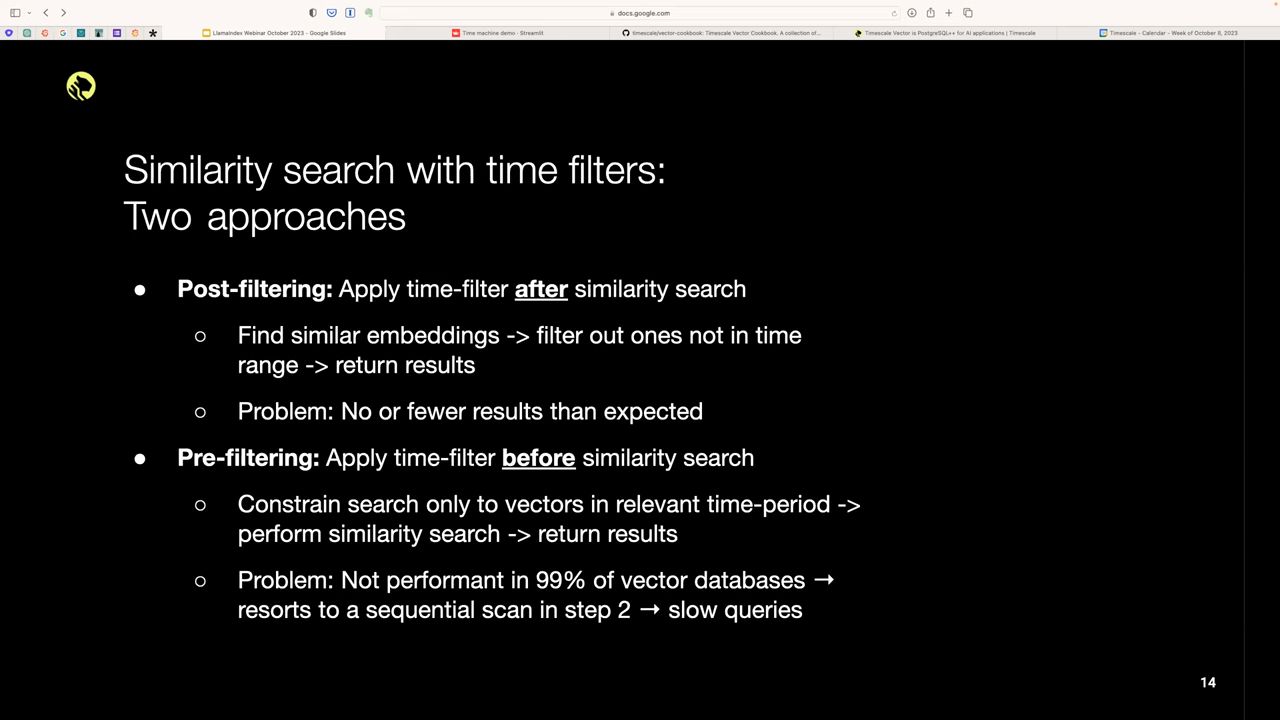 docs.google.com
Llamaindex Webinar October 2023 - Google Slides
Time machine demo · Streamlit
timescale/vector-cookbook: Timescale Vector Cookbook. A collection of...
Timescale Vector is PostgreSQL++ for AI applications | Timescale
Timescale - Calendar - Week of October 8, 2023
Similarity search with time filters:
Two approaches
● Post-filtering: Apply time-filter after similarity search
○ Find similar embeddings -> filter out ones not in time
range -> return results
○ Problem: No or fewer results than expected
● Pre-filtering: Apply time-filter before similarity search
○ Constrain search only to vectors in relevant time-period ->
perform similarity search -> return results
○ Problem: Not performant in 99% of vector databases →
resorts to a sequential scan in step 2 → slow queries
14